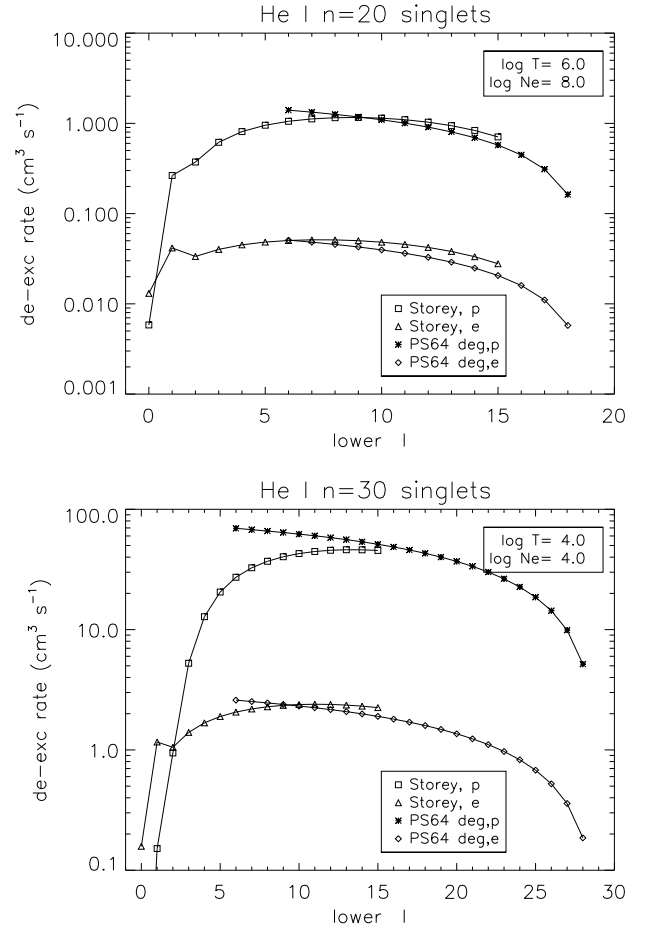 He I n=20 singlets
10.000
1.000
0.100
0.010
0.001
de-exc rate (cm³ s⁻¹)
log T= 6.0
log Ne= 8.0
Storey, p
Storey, e
PS64 deg,p
PS64 deg,e
0 5 10 15 20
lower l
He I n=30 singlets
100.0
10.0
1.0
0.1
de-exc rate (cm³ s⁻¹)
log T= 4.0
log Ne= 4.0
Storey, p
Storey, e
PS64 deg,p
PS64 deg,e
0 5 10 15 20 25 30
lower l